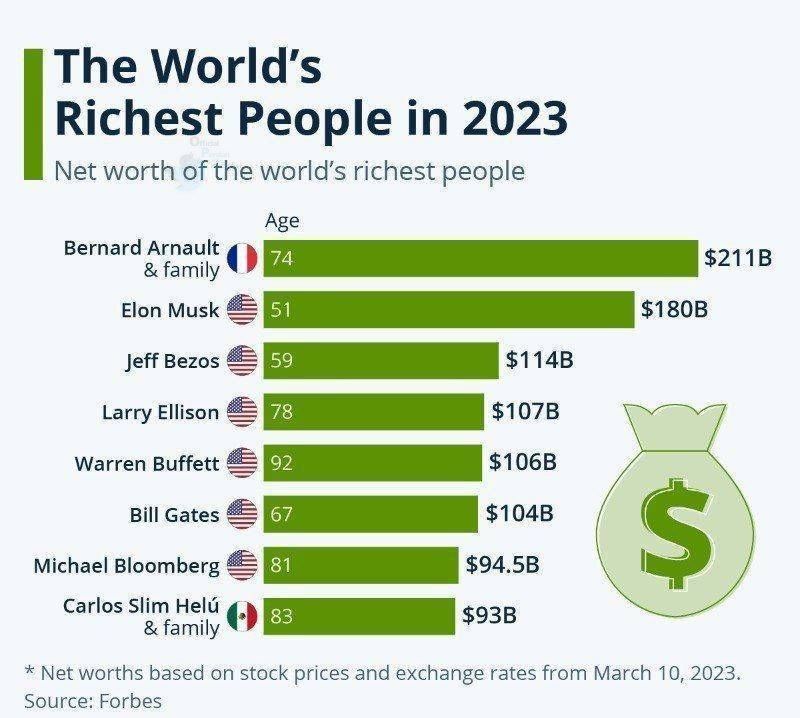 The World's
Richest People in 2023
Net worth of the world's richest people
Age
Bernard Arnault
& family
74
$211B
Elon Musk
51
$180B
Jeff Bezos
59
$114B
Larry Ellison
78
$107B
Warren Buffett
92
$106B
Bill Gates
67
$104B
Michael Bloomberg
81
$94.5B
Carlos Slim Helú
& family
83
$93B
$
* Net worths based on stock prices and exchange rates from March 10, 2023.
Source: Forbes